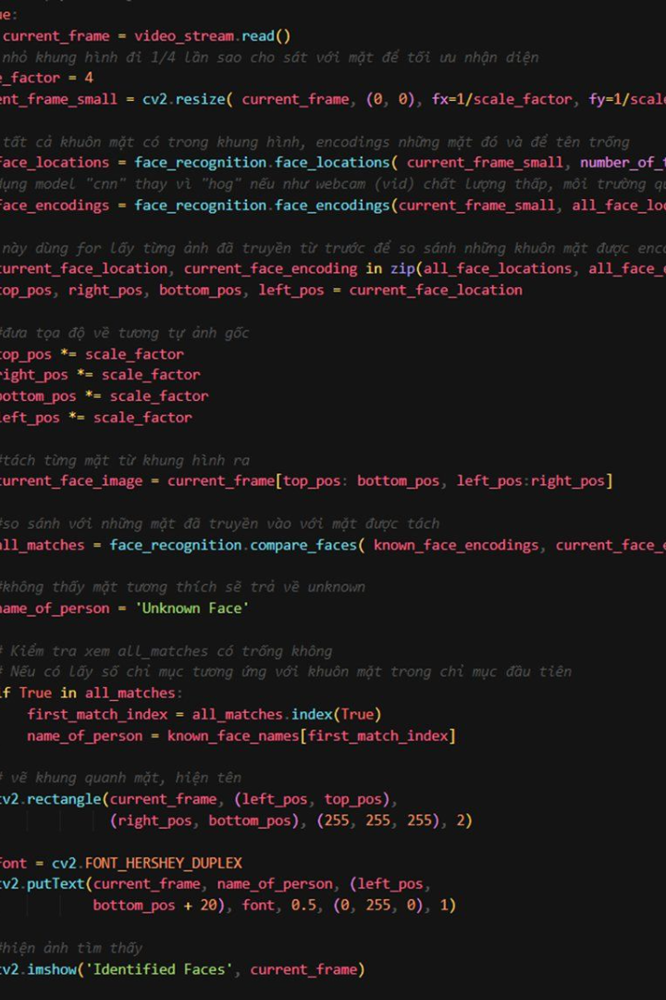 ue:
current_frame = video_stream.read()
nhỏ khung hình đi 1/4 lần sao cho sát với mặt để tối ưu nhận diện
e_factor = 4
ent_frame_small = cv2.resize( current_frame, (0, 0), fx=1/scale_factor, fy=1/scale
tất cả khuôn mặt có trong khung hình, encodings những mặt đó và để tên trống
face_locations = face_recognition.face_locations( current_frame_small, number_of_t
dụng model "cnn" thay vì "hog" nếu như webcam (vid) chất lượng thấp, môi trường qu
face_encodings = face_recognition.face_encodings(current_frame_small, all_face_loc
này dùng for lấy từng ảnh đã truyền từ trước để so sánh những khuôn mặt được enco
current_face_location, current_face_encoding in zip(all_face_locations, all_face_e
top_pos, right_pos, bottom_pos, left_pos = current_face_location
#đưa tọa độ về tương tự ảnh gốc
top_pos *= scale_factor
right_pos *= scale_factor
bottom_pos *= scale_factor
left_pos *= scale_factor
#tách từng mặt từ khung hình ra
current_face_image = current_frame[top_pos: bottom_pos, left_pos:right_pos]
#so sánh với những mặt đã truyền vào với mặt được tách
all_matches = face_recognition.compare_faces( known_face_encodings, current_face_e
#không thấy mặt tương thích sẽ trả về unknown
name_of_person = 'Unknown Face'
# Kiểm tra xem all_matches có trống không
# Nếu có lấy số chỉ mục tương ứng với khuôn mặt trong chỉ mục đầu tiên
if True in all_matches:
first_match_index = all_matches.index(True)
name_of_person = known_face_names[first_match_index]
# vẽ khung quanh mặt, hiện tên
cv2.rectangle(current_frame, (left_pos, top_pos),
(right_pos, bottom_pos), (255, 255, 255), 2)
font = cv2.FONT_HERSHEY_DUPLEX
cv2.putText(current_frame, name_of_person, (left_pos,
bottom_pos + 20), font, 0.5, (0, 255, 0), 1)
#hiện ảnh tìm thấy
cv2.imshow('Identified Faces', current_frame)